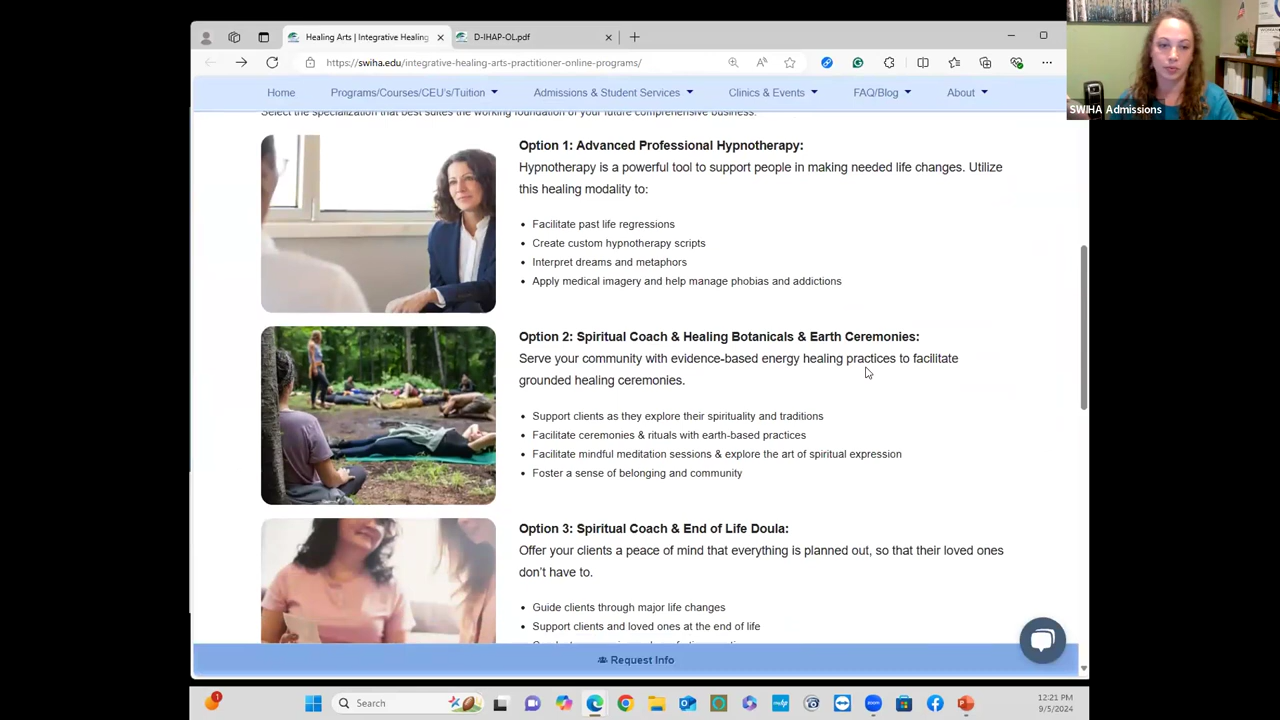 Healing Arts | Integrative Healing
D-IHAP-OL.pdf
https://swiha.edu/integrative-healing-arts-practitioner-online-programs/
SWIHA Admissions
Home
Programs/Courses/CEU's/Tuition
Admissions & Student Services
Clinics & Events
FAQ/Blog
About
Select the specialization that best suites the working foundation of your future comprehensive business.
Option 1: Advanced Professional Hypnotherapy:
Hypnotherapy is a powerful tool to support people in making needed life changes. Utilize
this healing modality to:
• Facilitate past life regressions
• Create custom hypnotherapy scripts
• Interpret dreams and metaphors
• Apply medical imagery and help manage phobias and addictions
Option 2: Spiritual Coach & Healing Botanicals & Earth Ceremonies:
Serve your community with evidence-based energy healing practices to facilitate
grounded healing ceremonies.
• Support clients as they explore their spirituality and traditions
• Facilitate ceremonies & rituals with earth-based practices
• Facilitate mindful meditation sessions & explore the art of spiritual expression
• Foster a sense of belonging and community
Option 3: Spiritual Coach & End of Life Doula:
Offer your clients a peace of mind that everything is planned out, so that their loved ones
don't have to.
• Guide clients through major life changes
• Support clients and loved ones at the end of life
Request Info
1
Search
12:21 PM
9/5/2024